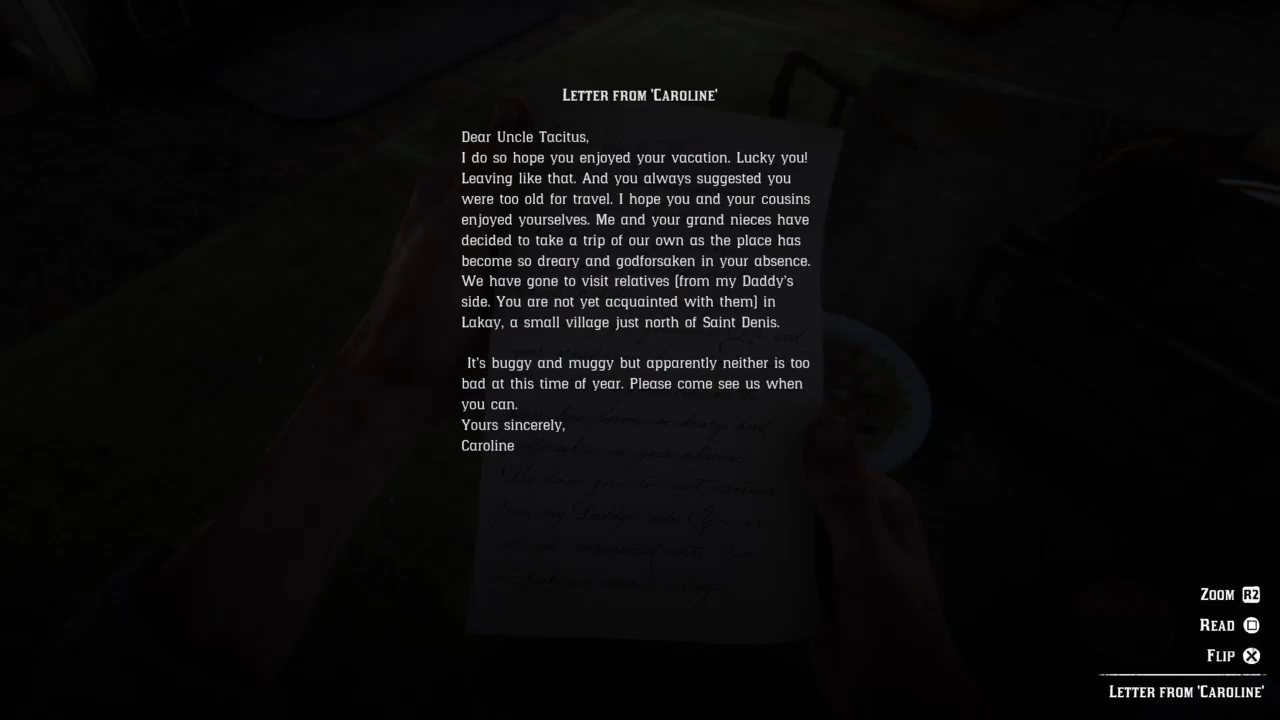 LETTER FROM 'CAROLINE'
Dear Uncle Tacitus,
I do so hope you enjoyed your vacation. Lucky you!
Leaving like that. And you always suggested you
were too old for travel. I hope you and your cousins
enjoyed yourselves. Me and your grand nieces have
decided to take a trip of our own as the place has
become so dreary and godforsaken in your absence.
We have gone to visit relatives (from my Daddy's
side. You are not yet acquainted with them) in
Lakay, a small village just north of Saint Denis.
It's buggy and muggy but apparently neither is too
bad at this time of year. Please come see us when
you can.
Yours sincerely,
Caroline
ZOOM R2
READ
FLIP
LETTER FROM 'CAROLINE'